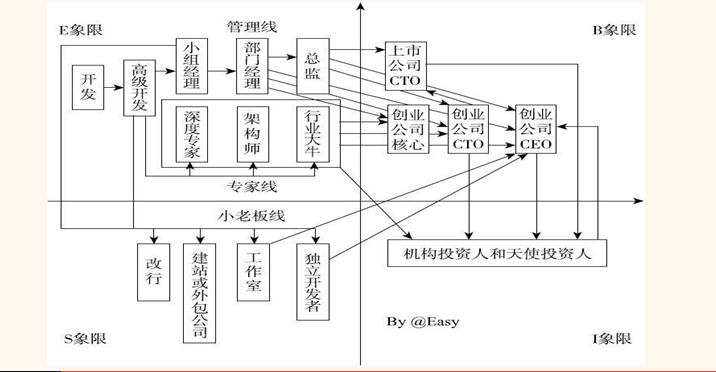 E象限
管理线
B象限
开发
高级开发
小组经理
部门经理
总监
上市公司CTO
深度专家
架构师
行业大牛
创业公司核心
创业公司CTO
创业公司CEO
专家线
小老板线
改行
建站或外包公司
工作室
独立开发者
机构投资人和天使投资人
By @Easy
S象限
I象限